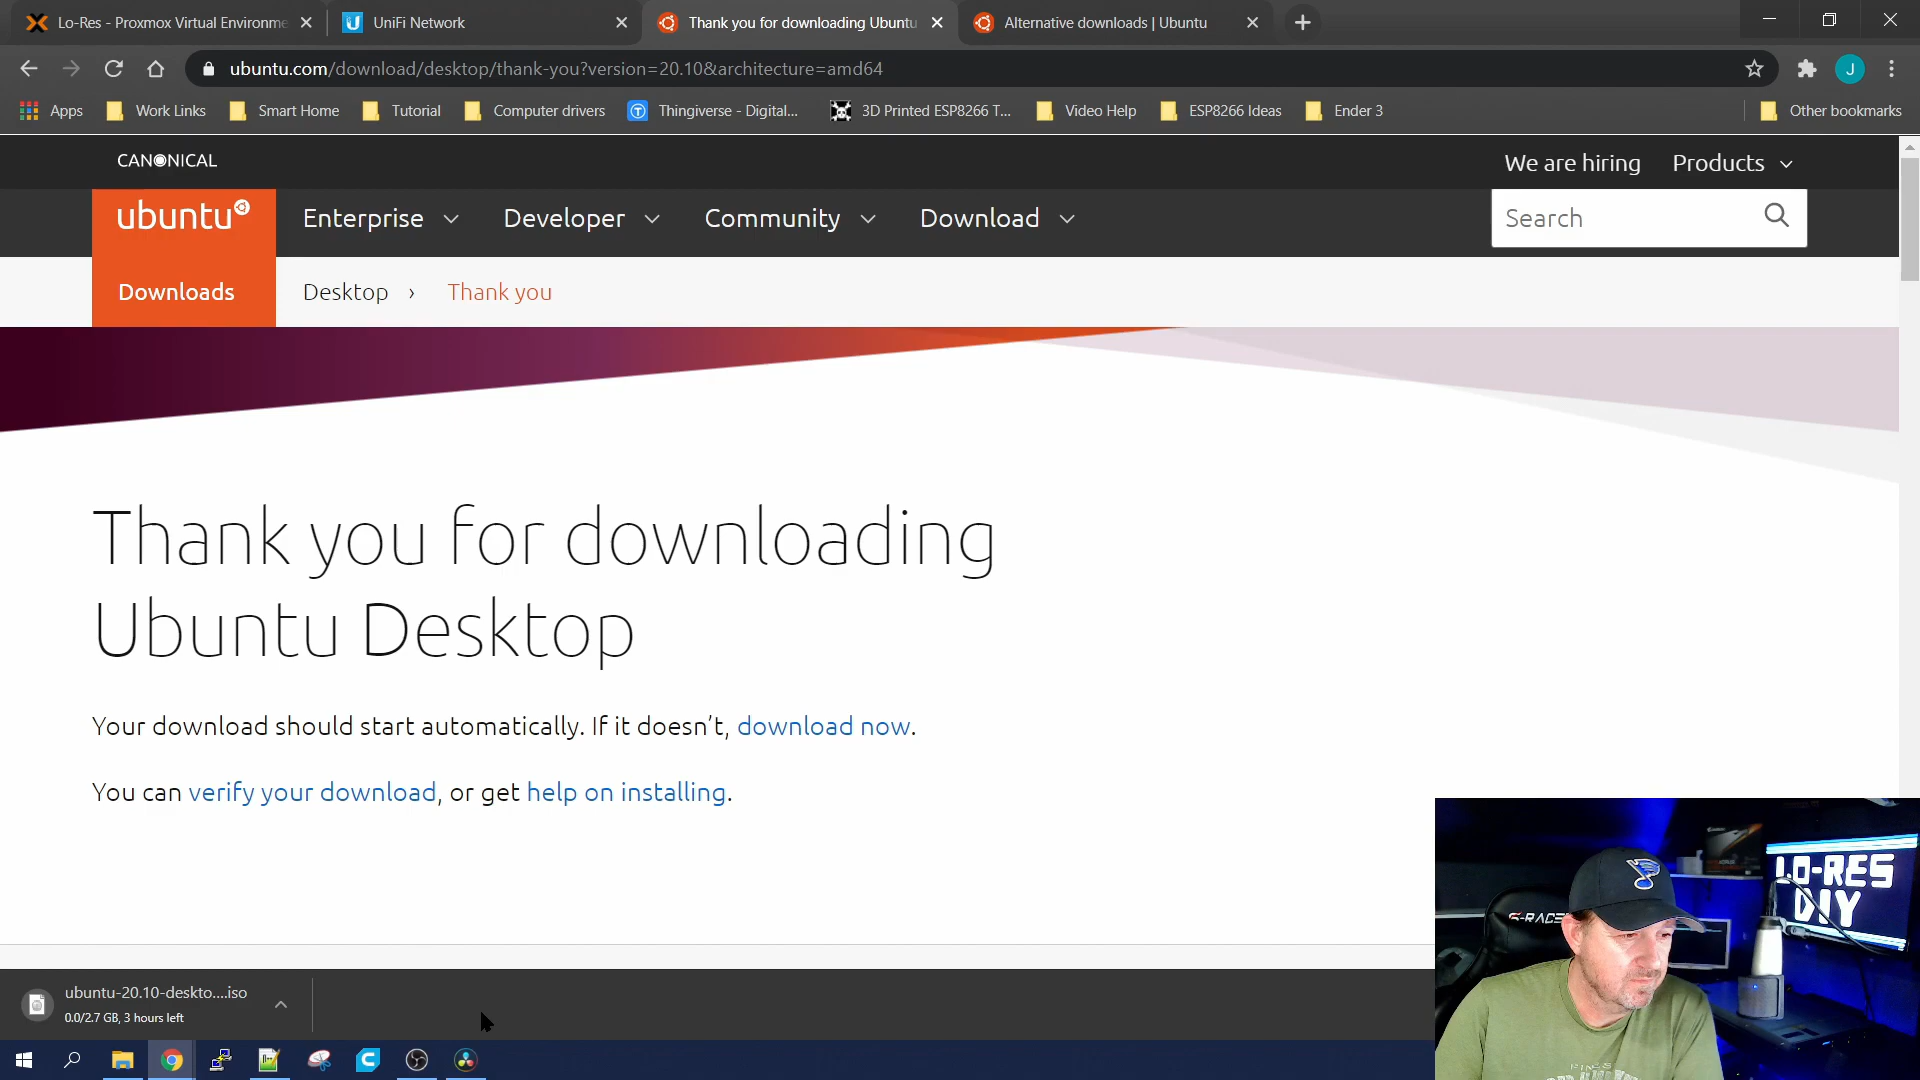 Lo-Res - Proxmox Virtual Environme
UniFi Network
Thank you for downloading Ubuntu
Alternative downloads | Ubuntu
ubuntu.com/download/desktop/thank-you?version=20.10&architecture=amd64
J
Apps
Work Links
Smart Home
Tutorial
Computer drivers
Thingiverse - Digital...
3D Printed ESP8266 T...
Video Help
ESP8266 Ideas
Ender 3
Other bookmarks
CANONICAL
We are hiring
Products
ubuntu
Enterprise
Developer
Community
Download
Search
Downloads
Desktop › Thank you
Thank you for downloading
Ubuntu Desktop
Your download should start automatically. If it doesn’t, download now.
You can verify your download, or get help on installing.
LO-RES
DIY
ubuntu-20.10-deskto....iso
0.0/2.7 GB, 3 hours left